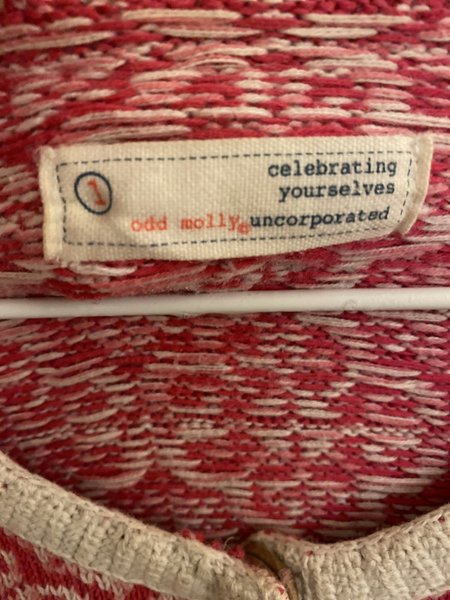 1
celebrating
yourselves
odd molly® uncorporated